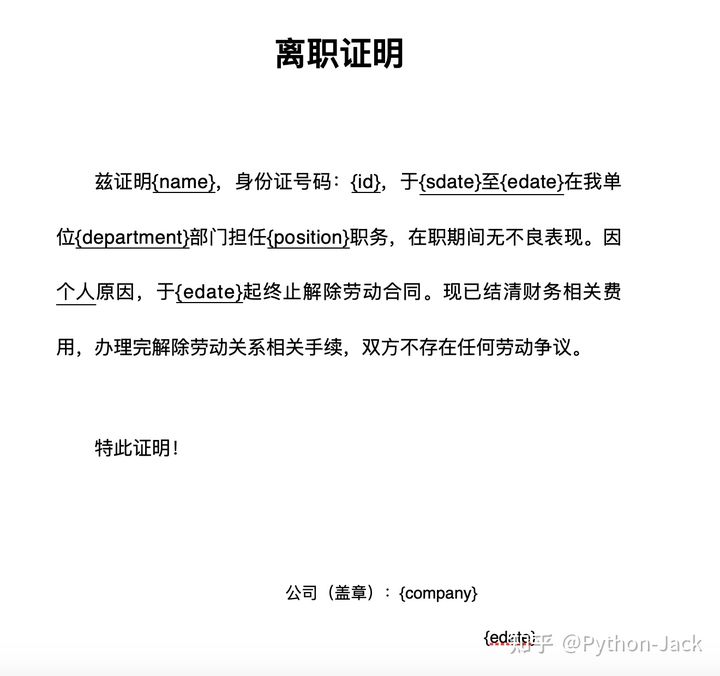 离职证明
兹证明{name}，身份证号码：{id}，于{sdate}至{edate}在我单
位{department}部门担任{position}职务，在职期间无不良表现。因
个人原因，于{edate}起终止解除劳动合同。现已结清财务相关费
用，办理完解除劳动关系相关手续，双方不存在任何劳动争议。
特此证明！
公司（盖章）：{company}
{edate}
知乎 @Python-Jack